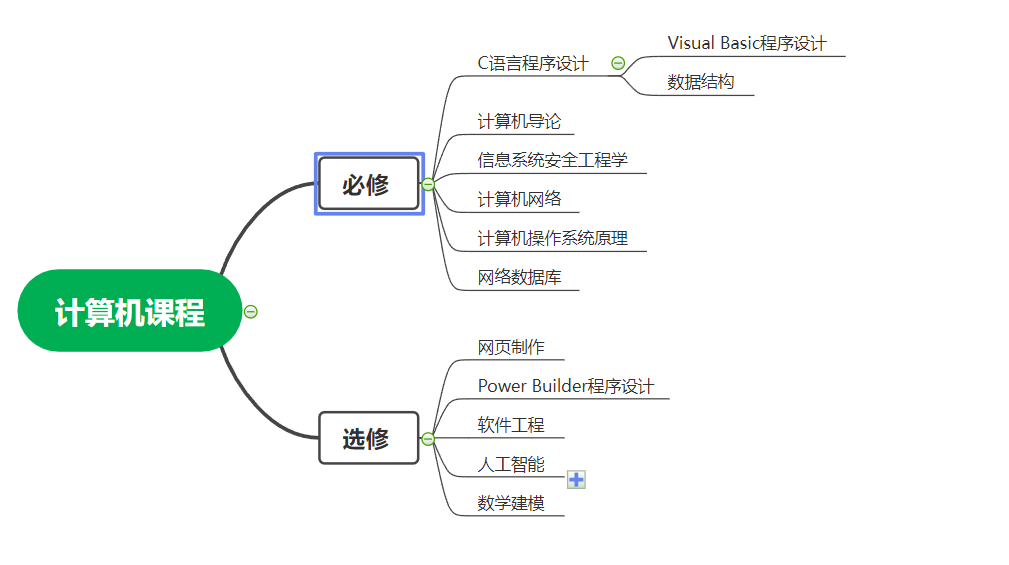 Visual Basic程序设计
C语言程序设计
数据结构
计算机导论
信息系统安全工程学
必修
计算机网络
计算机操作系统原理
网络数据库
计算机课程
网页制作
Power Builder程序设计
选修
软件工程
人工智能
数学建模